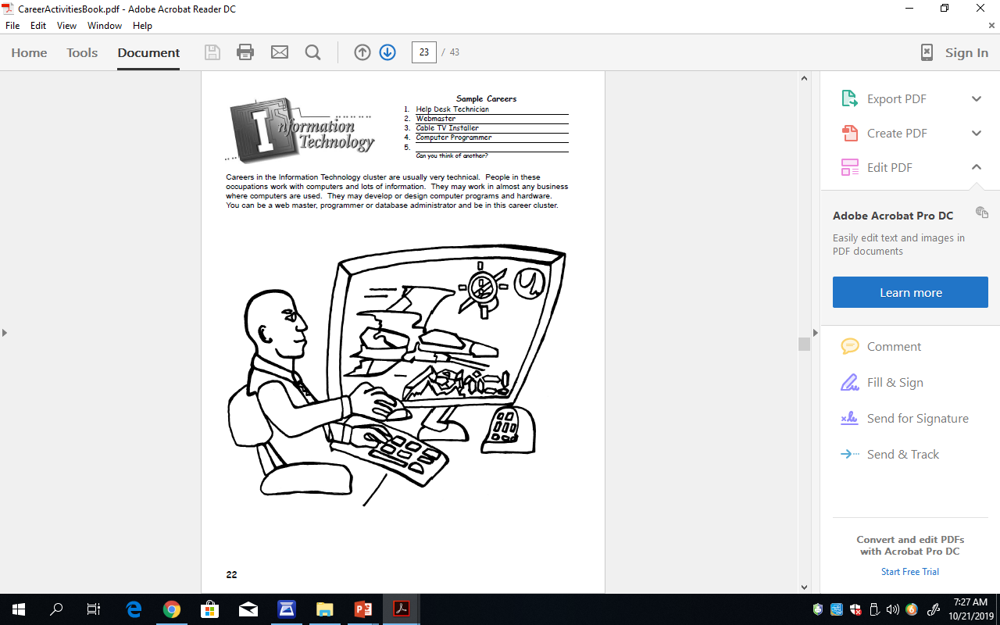 CareerActivitiesBook.pdf - Adobe Acrobat Reader DC
File Edit View Window Help
Home Tools Document 23 / 43 Sign In
Information
Technology
Sample Careers
1. Help Desk Technician
2. Webmaster
3. Cable TV Installer
4. Computer Programmer
5.
Can you think of another?
Careers in the Information Technology cluster are usually very technical. People in these
occupations work with computers and lots of information. They may work in almost any business
where computers are used. They may develop or design computer programs and hardware.
You can be a web master, programmer or database administrator and be in this career cluster.
22
Export PDF
Create PDF
Edit PDF
Adobe Acrobat Pro DC
Easily edit text and images in
PDF documents
Learn more
Comment
Fill & Sign
Send for Signature
Send & Track
Convert and edit PDFs
with Acrobat Pro DC
Start Free Trial
7:27 AM
10/21/2019